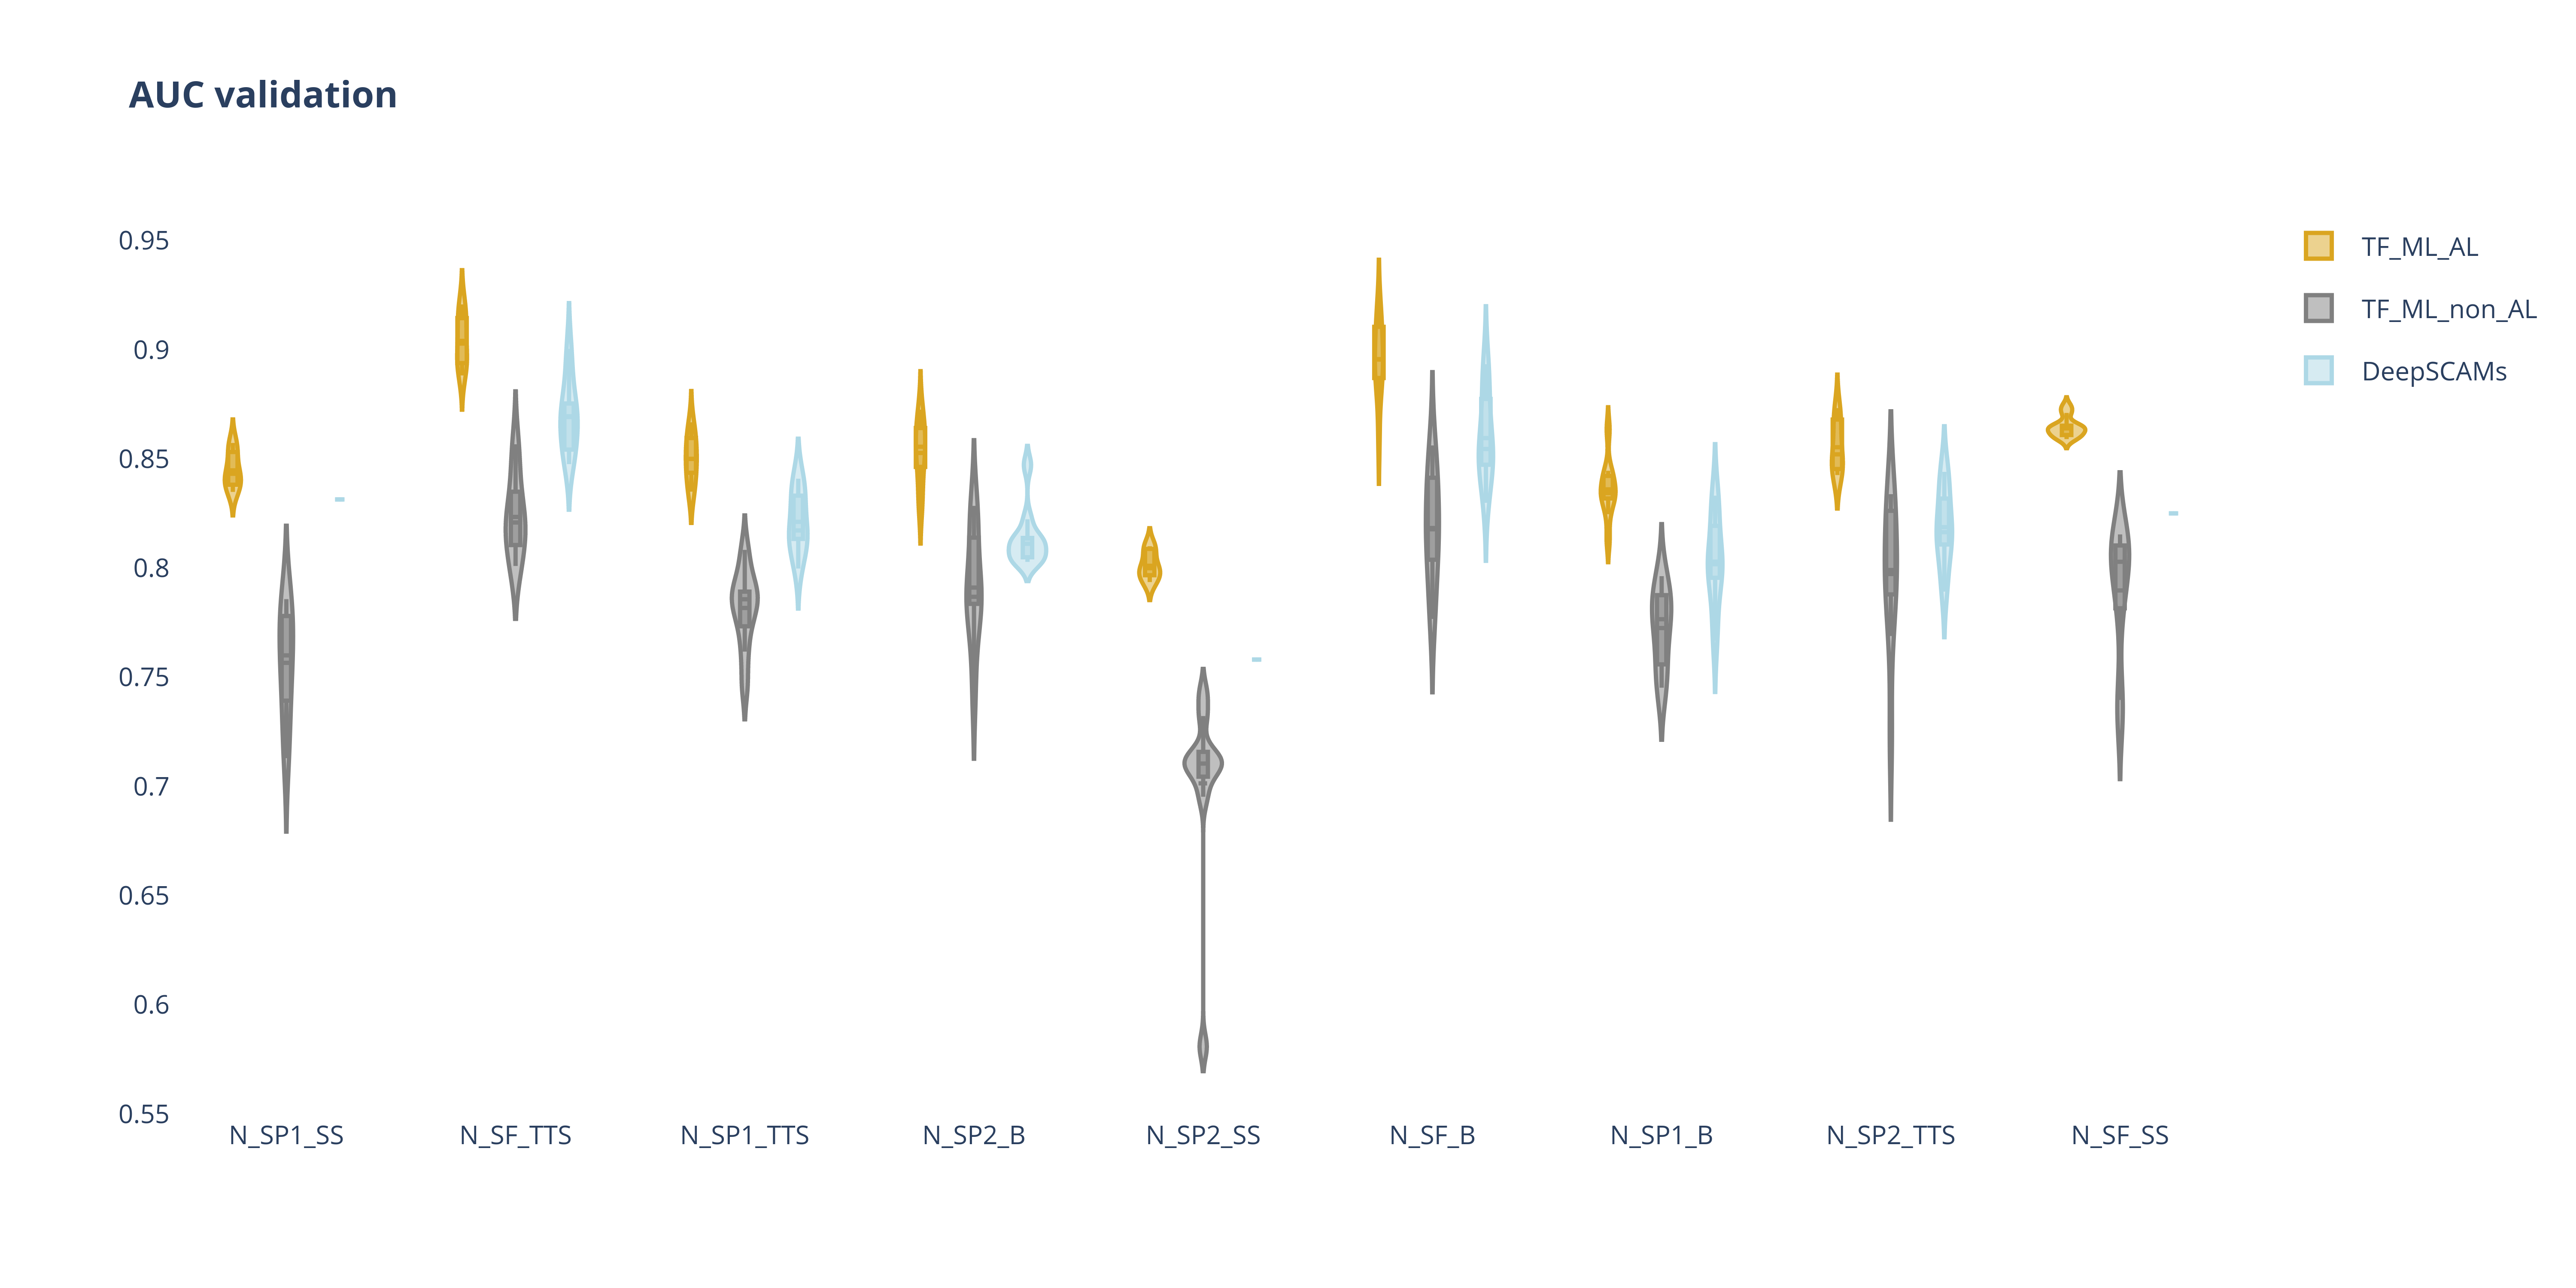 AUC validation
0.95
0.9
0.85
0.8
0.75
0.7
0.65
0.6
0.55
N_SP1_SS
N_SF_TTS
N_SP1_TTS
N_SP2_B
N_SP2_SS
N_SF_B
N_SP1_B
N_SP2_TTS
N_SF_SS
TF_ML_AL
TF_ML_non_AL
DeepSCAMs